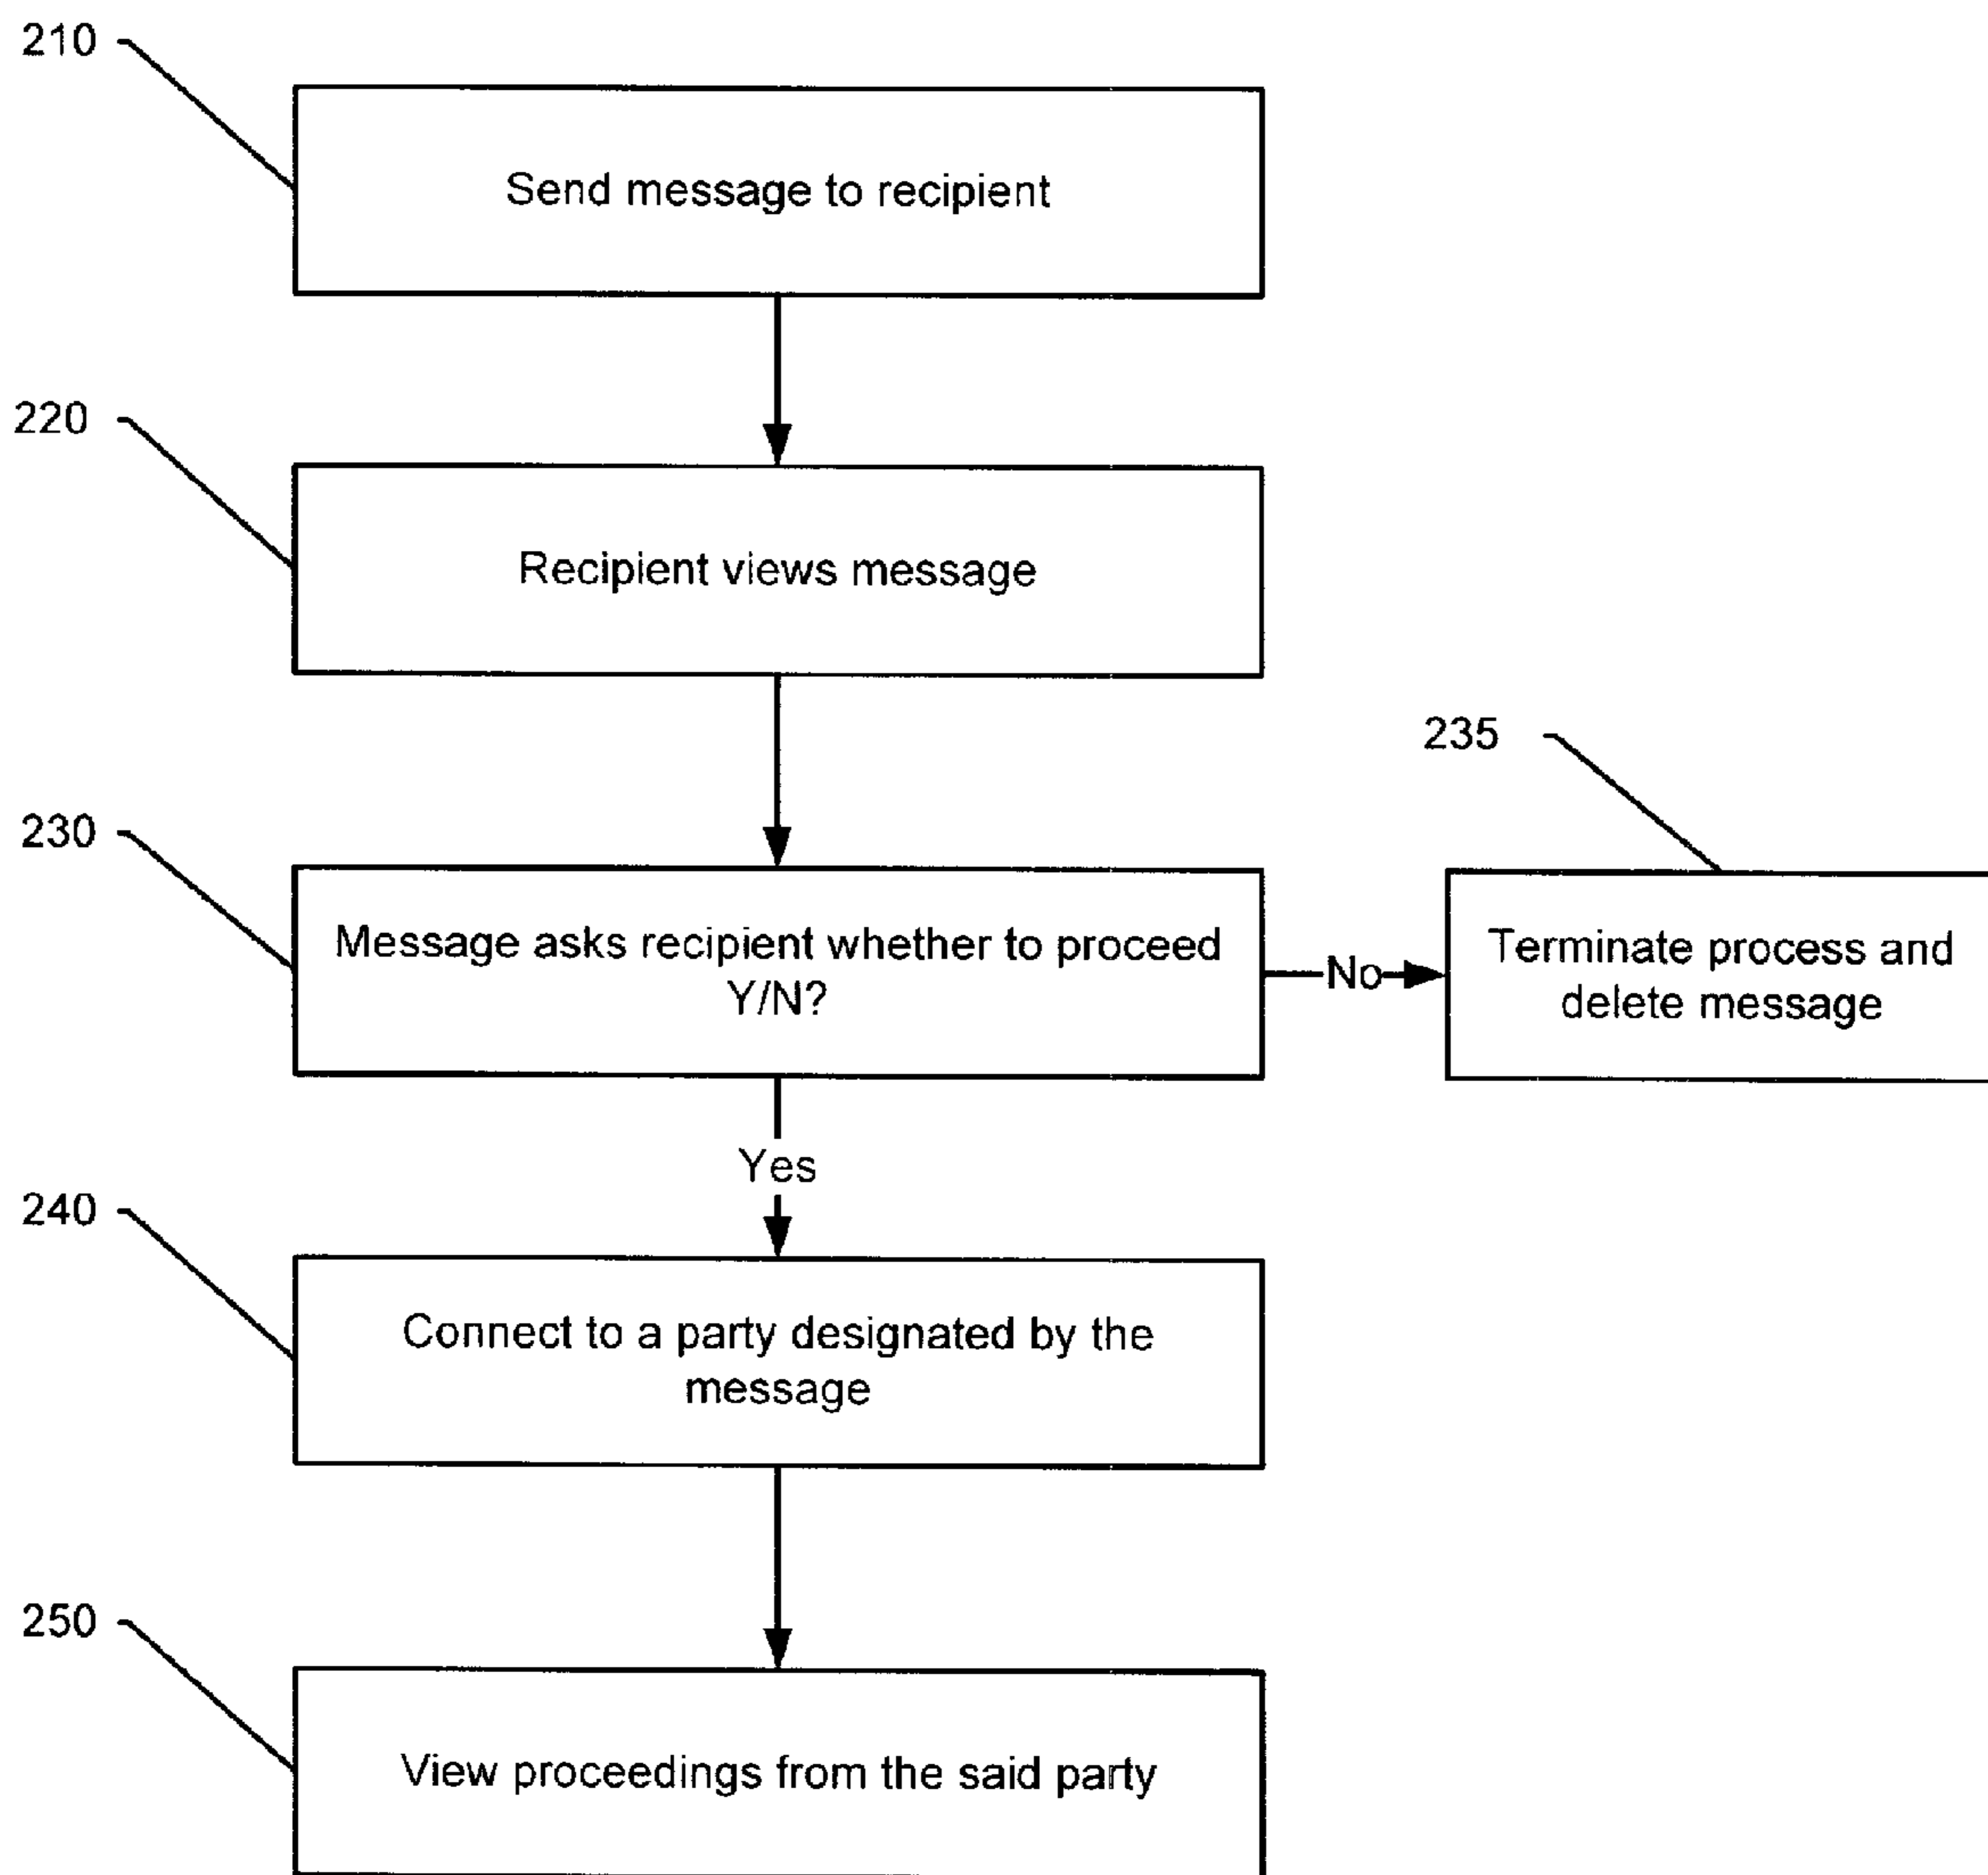 210
Send message to recipient
220
Recipient views message
235
230
Message asks recipient whether to proceed
Y/N?
No
Terminate process and
delete message
Yes
240
Connect to a party designated by the
message
250
View proceedings from the said party